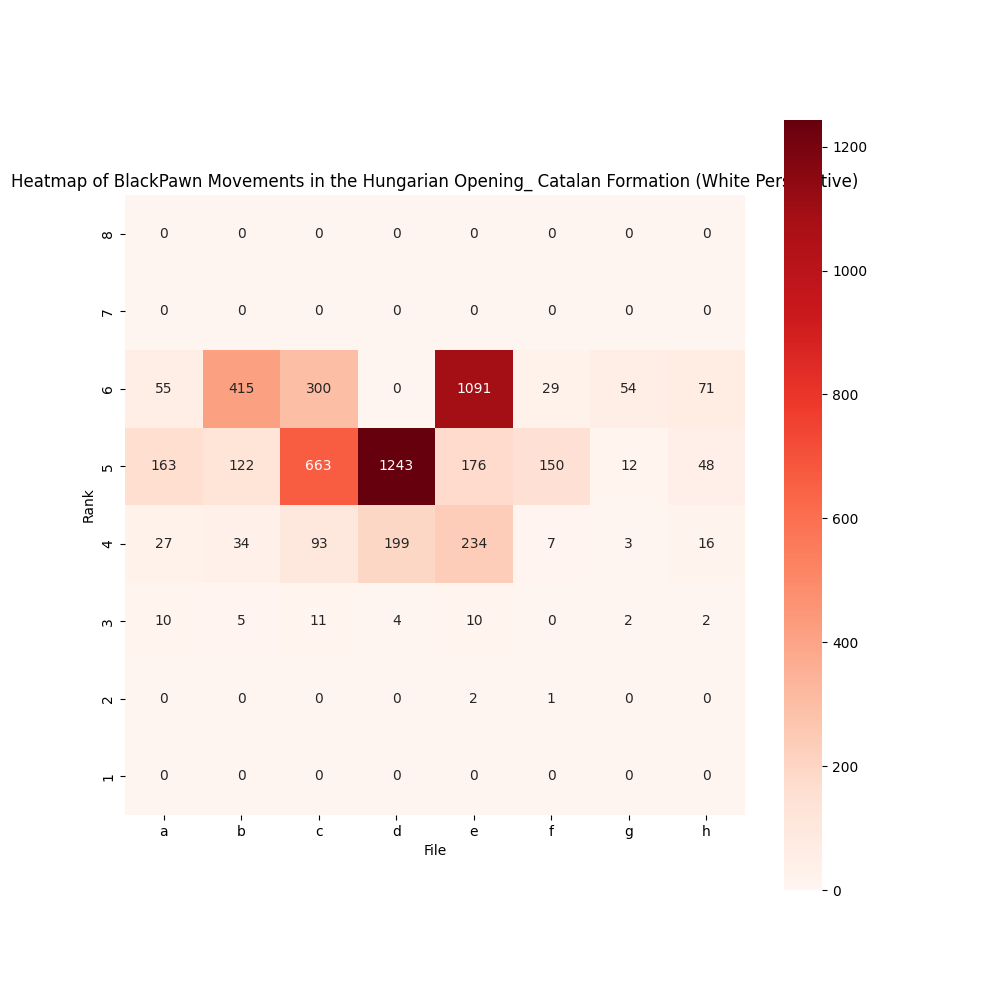 Heatmap of BlackPawn Movements in the Hungarian Opening_ Catalan Formation (White Perspective)
8 0 0 0 0 0 0 0 0
7 0 0 0 0 0 0 0 0
6 55 415 300 0 1091 29 54 71
5 163 122 663 1243 176 150 12 48
4 27 34 93 199 234 7 3 16
3 10 5 11 4 10 0 2 2
2 0 0 0 0 2 1 0 0
1 0 0 0 0 0 0 0 0
a b c d e f g h
File
Rank
1200
1000
800
600
400
200
0